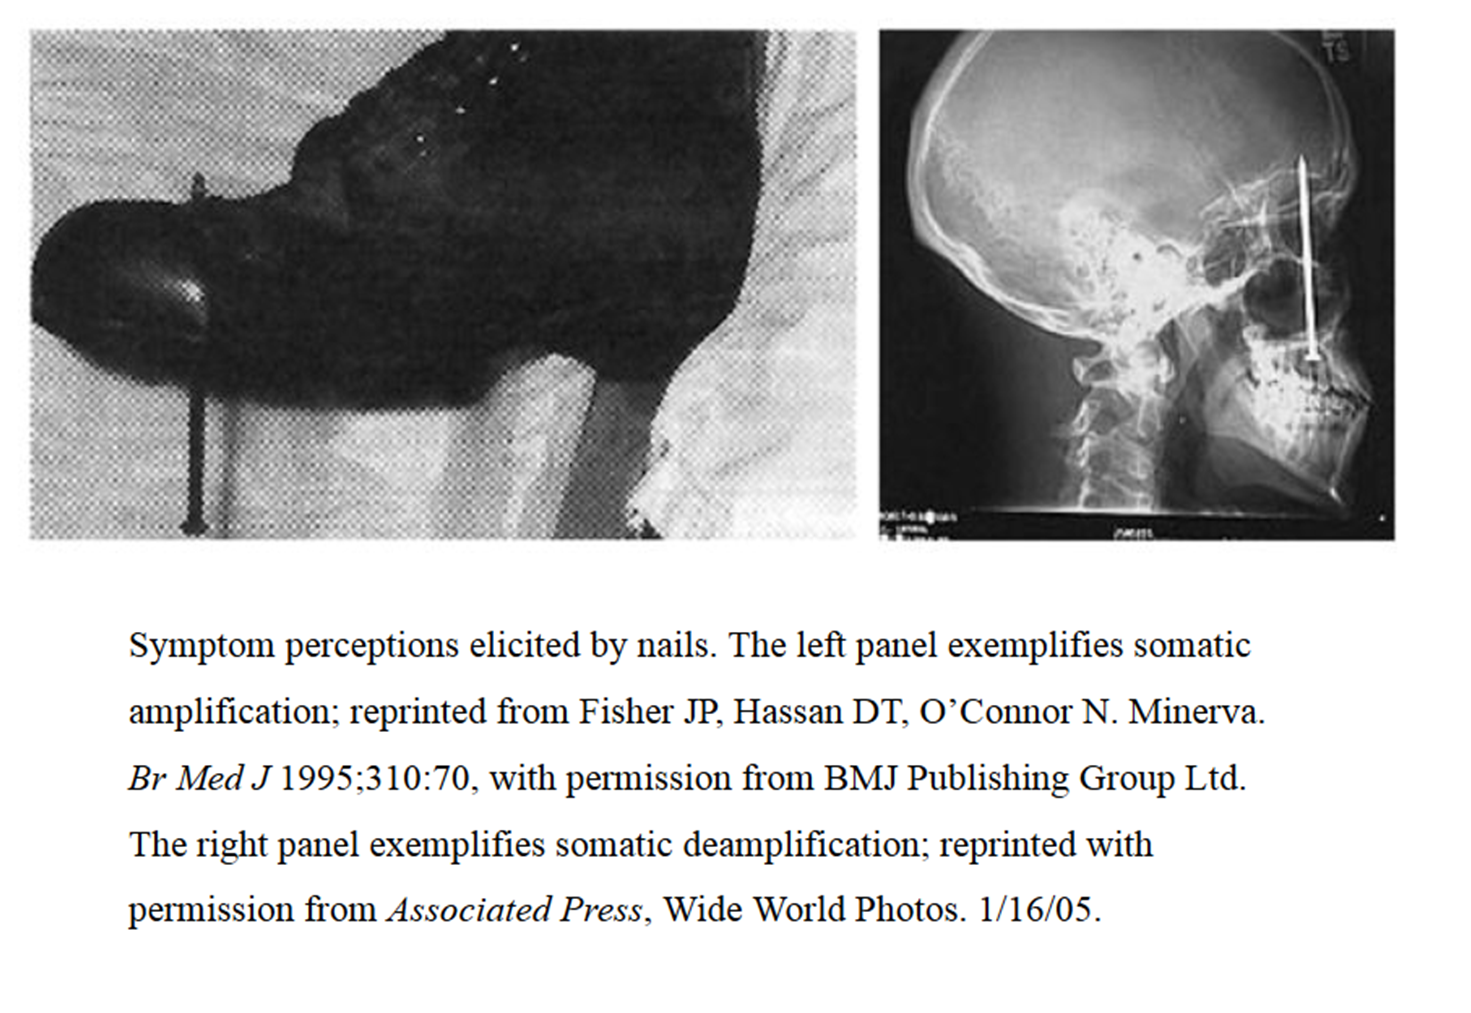 TS
Symptom perceptions elicited by nails. The left panel exemplifies somatic
amplification; reprinted from Fisher JP, Hassan DT, O’Connor N. Minerva.
Br Med J 1995;310:70, with permission from BMJ Publishing Group Ltd.
The right panel exemplifies somatic deamplification; reprinted with
permission from Associated Press, Wide World Photos. 1/16/05.